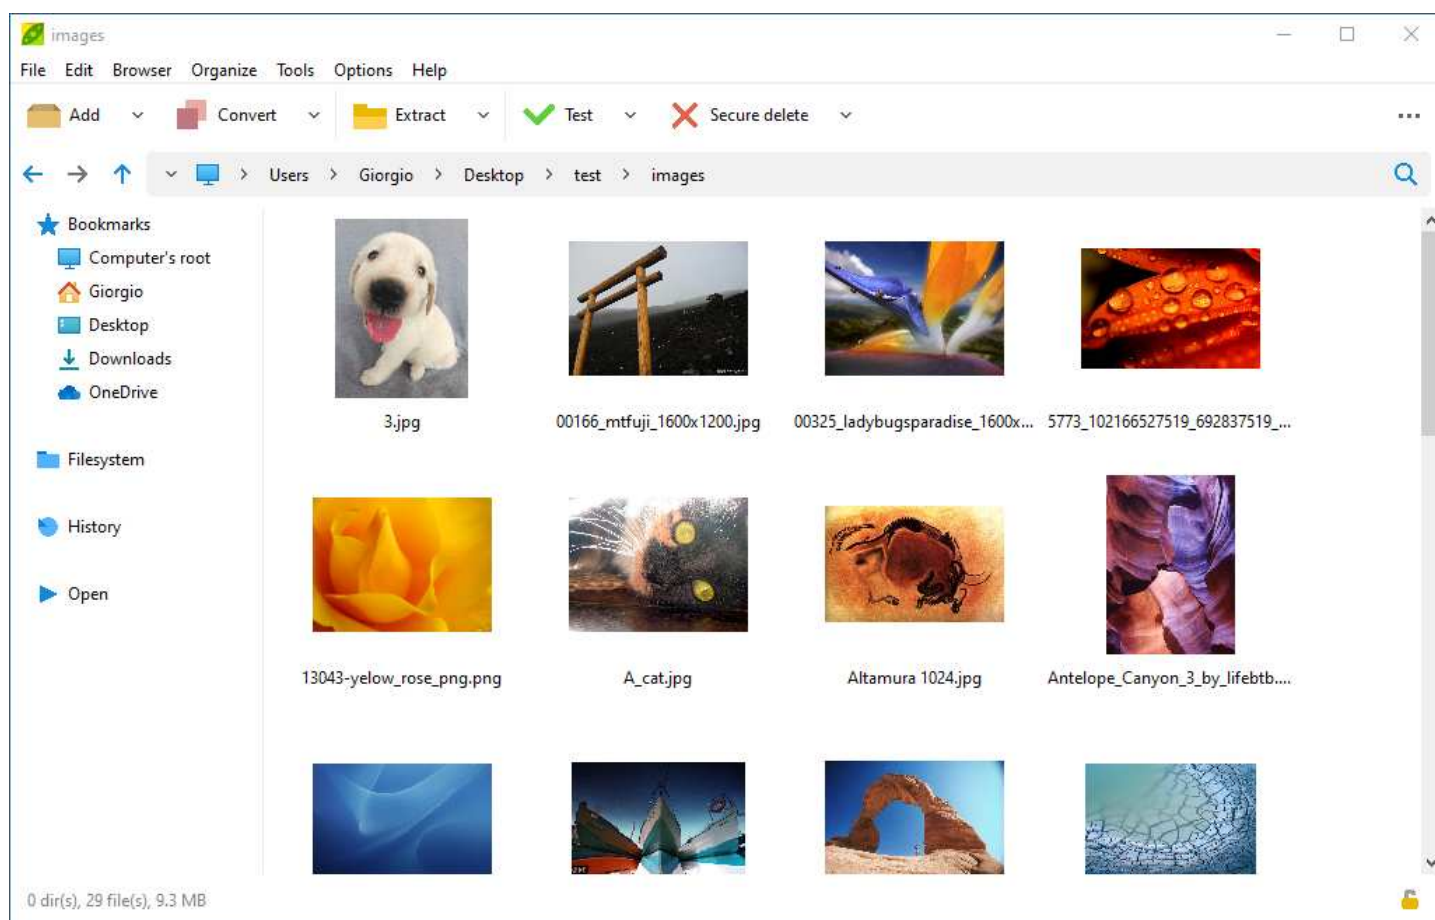 images
File Edit Browser Organize Tools Options Help
Add Convert Extract Test Secure delete
Users Giorgio Desktop test images
Bookmarks
Computer's root
Giorgio
Desktop
Downloads
OneDrive
Filesystem
History
Open
3.jpg 00166_mtfuji_1600x1200.jpg 00325_ladybugsparadise_1600x... 5773_102166527519_692837519_...
13043-yelow_rose_png.png A_cat.jpg Altamura 1024.jpg Antelope_Canyon_3_by_lifebtb....
0 dir(s), 29 file(s), 9.3 MB